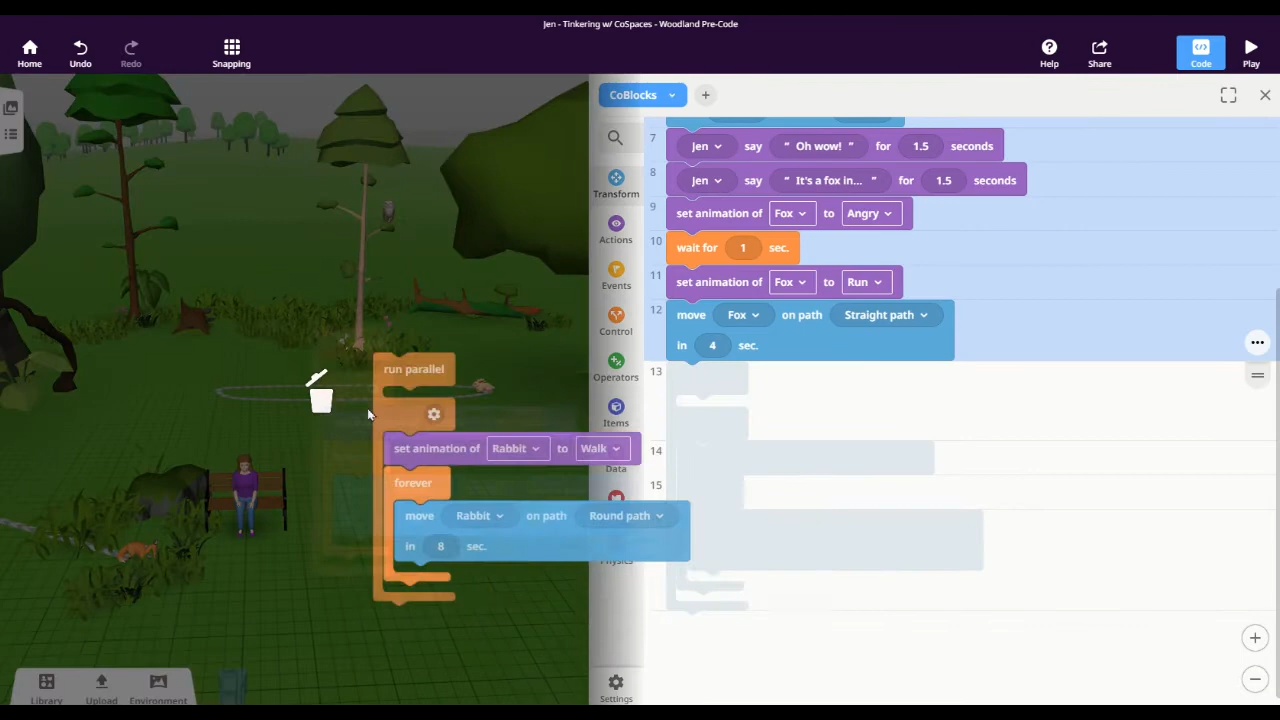 Jen - Tinkering w/ CoSpaces - Woodland Pre-Code
Home Undo Redo Snapping Help Share Code Play
CoBlocks +
7 Jen say “ Oh wow! ” for 1.5 seconds
Transform
8 Jen say “ It's a fox in... ” for 1.5 seconds
9 set animation of Fox to Angry
Actions
10 wait for 1 sec.
11 set animation of Fox to Run
Events
12 move Fox on path Straight path
Control
in 4 sec.
run parallel
13
Operators
Items
set animation of Rabbit to Walk
14
Data
forever
15
move Rabbit on path Round path
in 8 sec.
Physics
Library Upload Environment
Settings